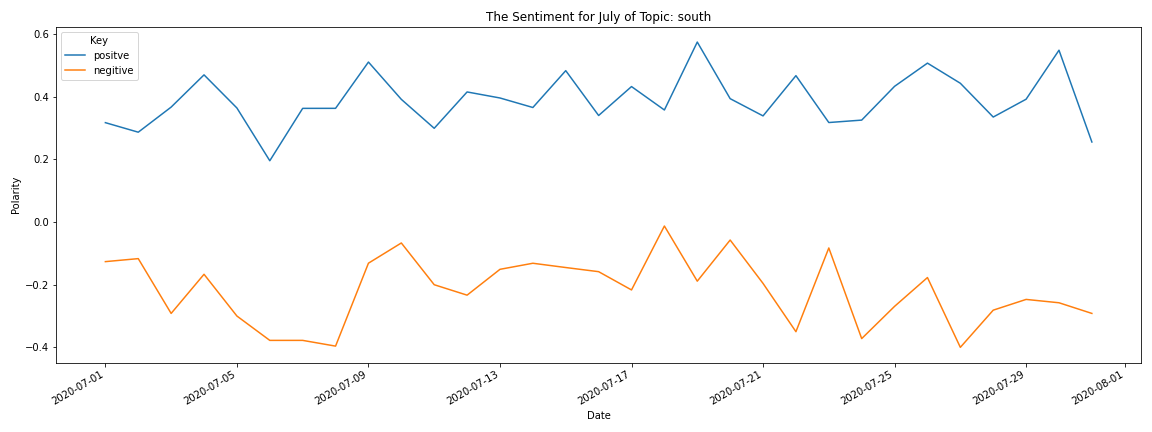 The Sentiment for July of Topic: south
Key
positve
negitive
0.6
0.4
0.2
0.0
−0.2
−0.4
Polarity
2020-07-01
2020-07-05
2020-07-09
2020-07-13
2020-07-17
2020-07-21
2020-07-25
2020-07-29
2020-08-01
Date